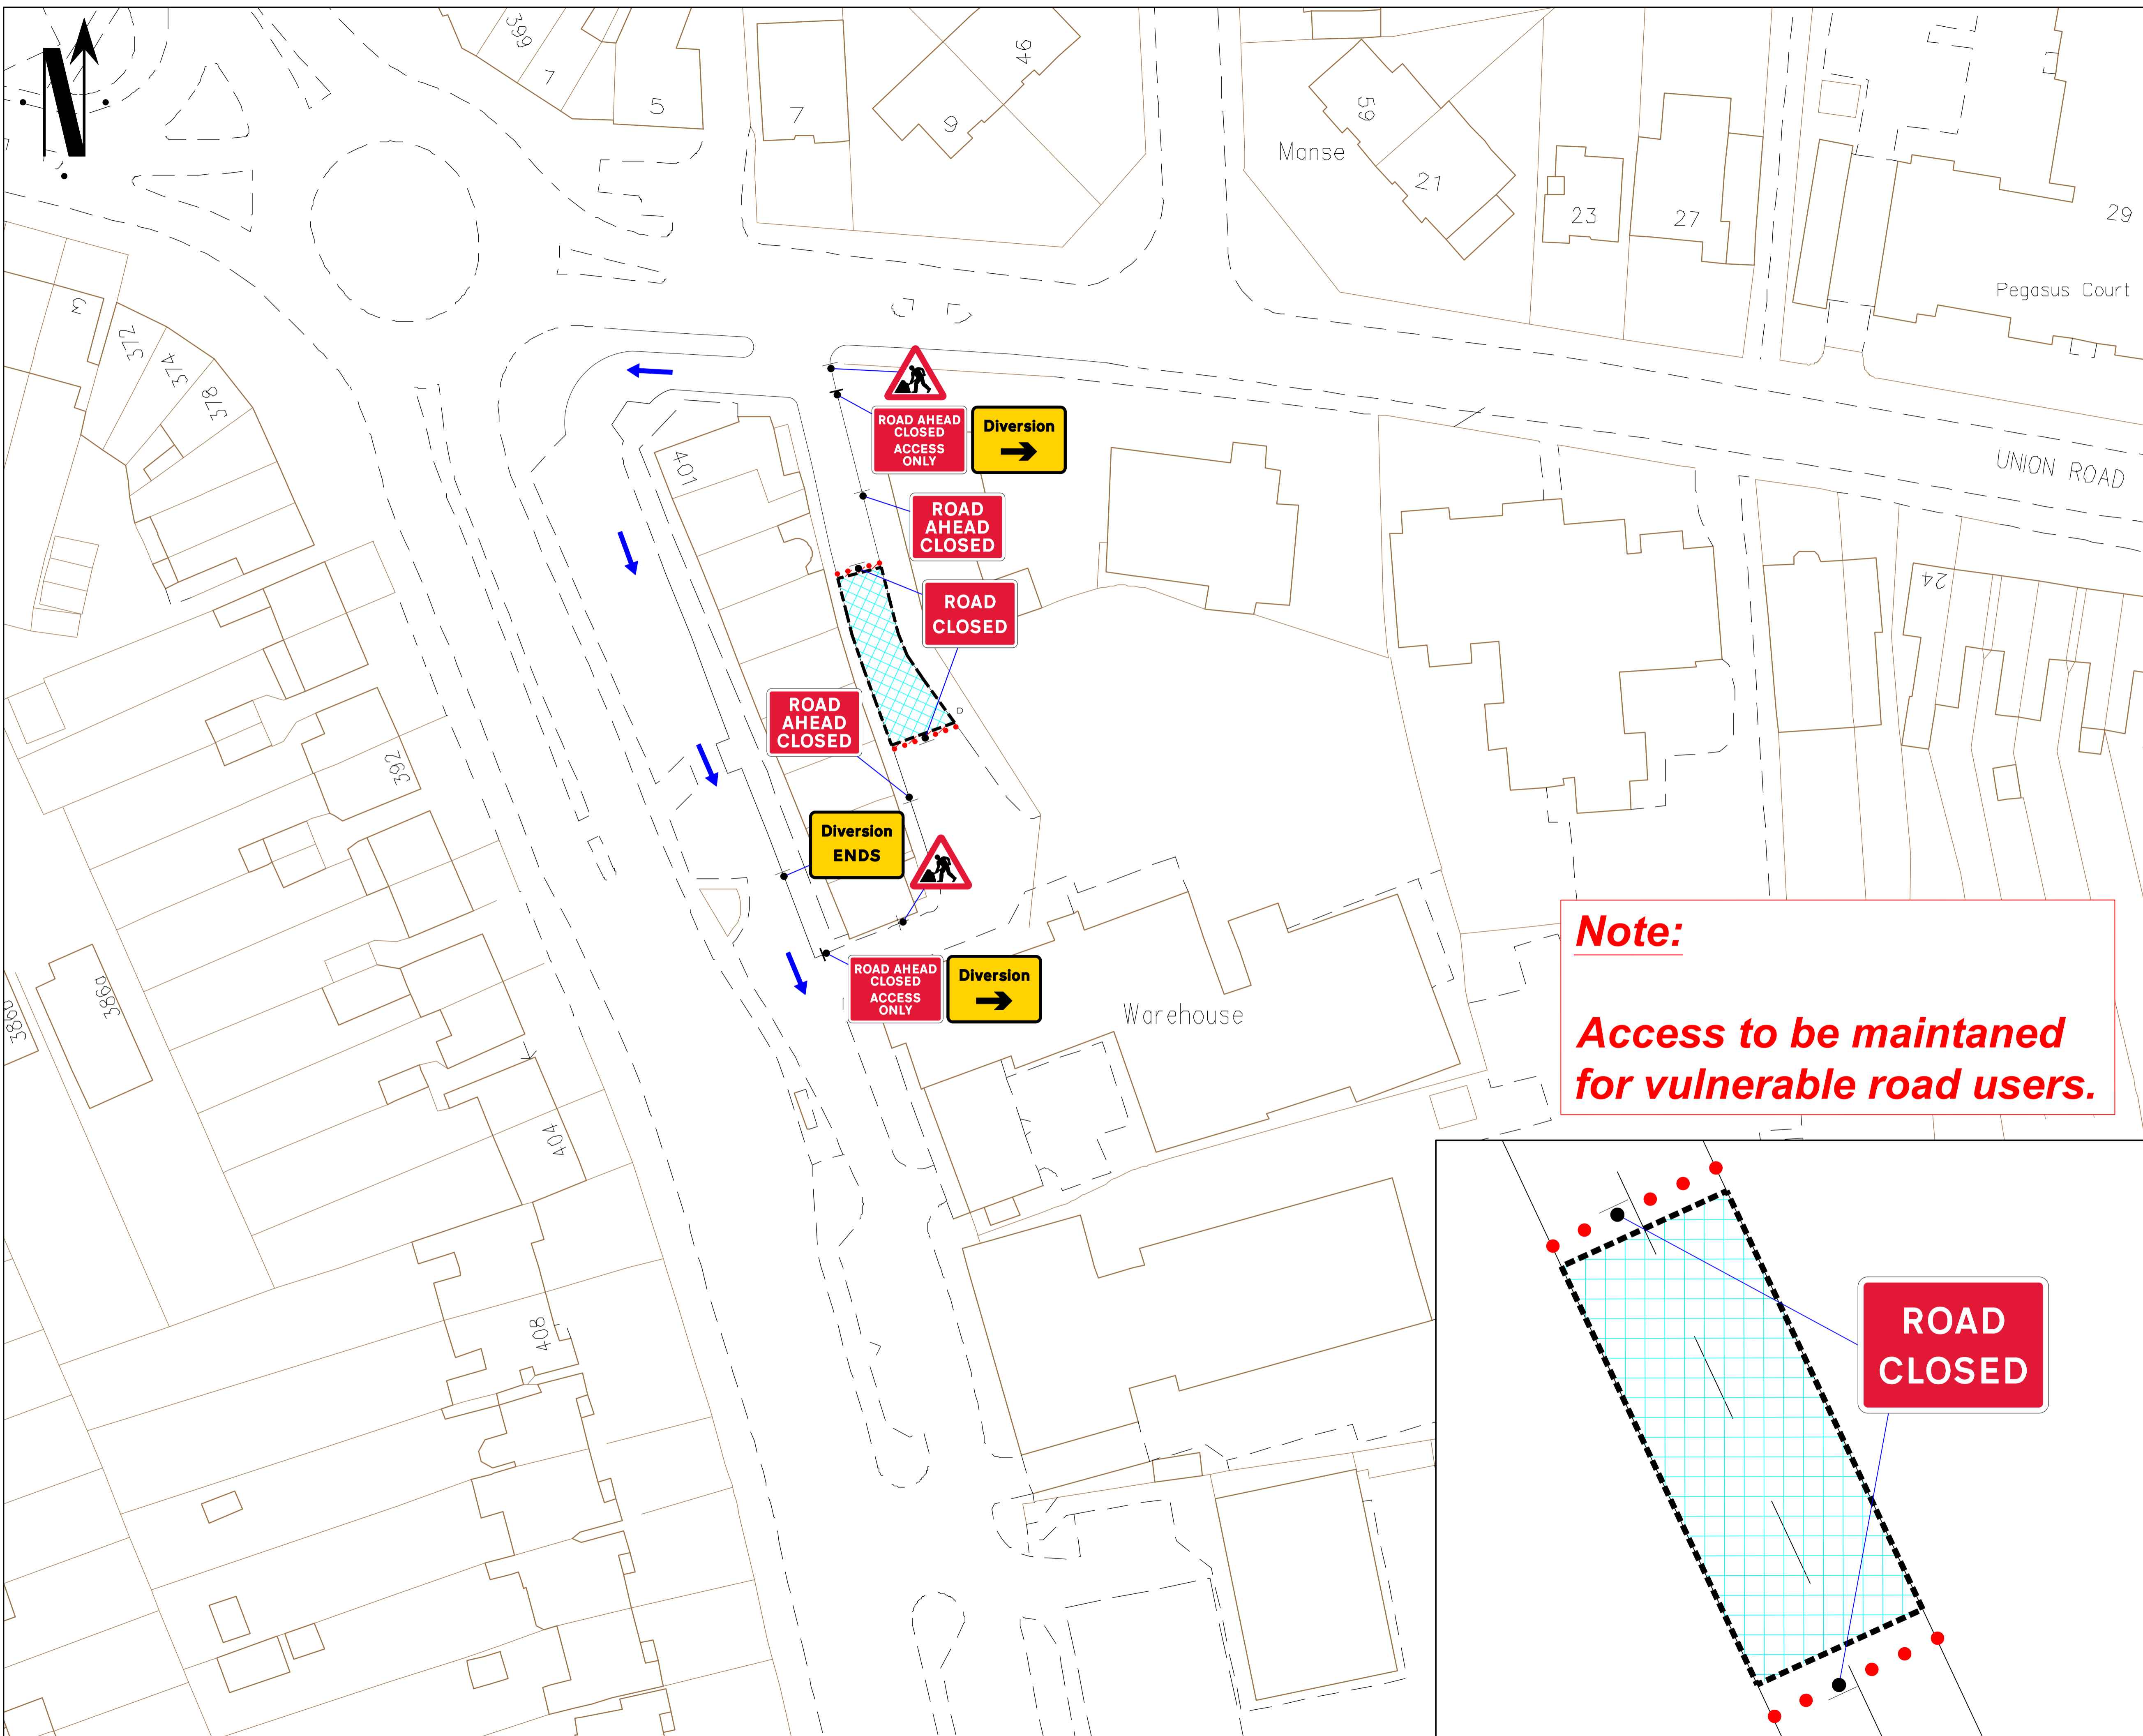 N
399
1
5
7
9
46
Manse
59
21
23
27
29
Pegasus Court
3
372
374
378
401
UNION ROAD
24
ROAD AHEAD
CLOSED
ACCESS
ONLY
Diversion
ROAD
AHEAD
CLOSED
ROAD
CLOSED
ROAD
AHEAD
CLOSED
392
Diversion
ENDS
ROAD AHEAD
CLOSED
ACCESS
ONLY
Diversion
Warehouse
386a
404
408
Note:
Access to be maintaned
for vulnerable road users.
ROAD
CLOSED